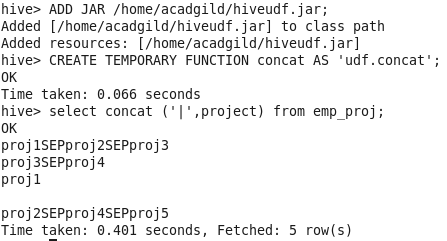 hive> ADD JAR /home/acadgild/hiveudf.jar;
Added [/home/acadgild/hiveudf.jar] to class path
Added resources: [/home/acadgild/hiveudf.jar]
hive> CREATE TEMPORARY FUNCTION concat AS 'udf.concat';
OK
Time taken: 0.066 seconds
hive> select concat ('|',project) from emp_proj;
OK
proj1SEPproj2SEPproj3
proj3SEPproj4
proj1

proj2SEPproj4SEPproj5
Time taken: 0.401 seconds, Fetched: 5 row(s)